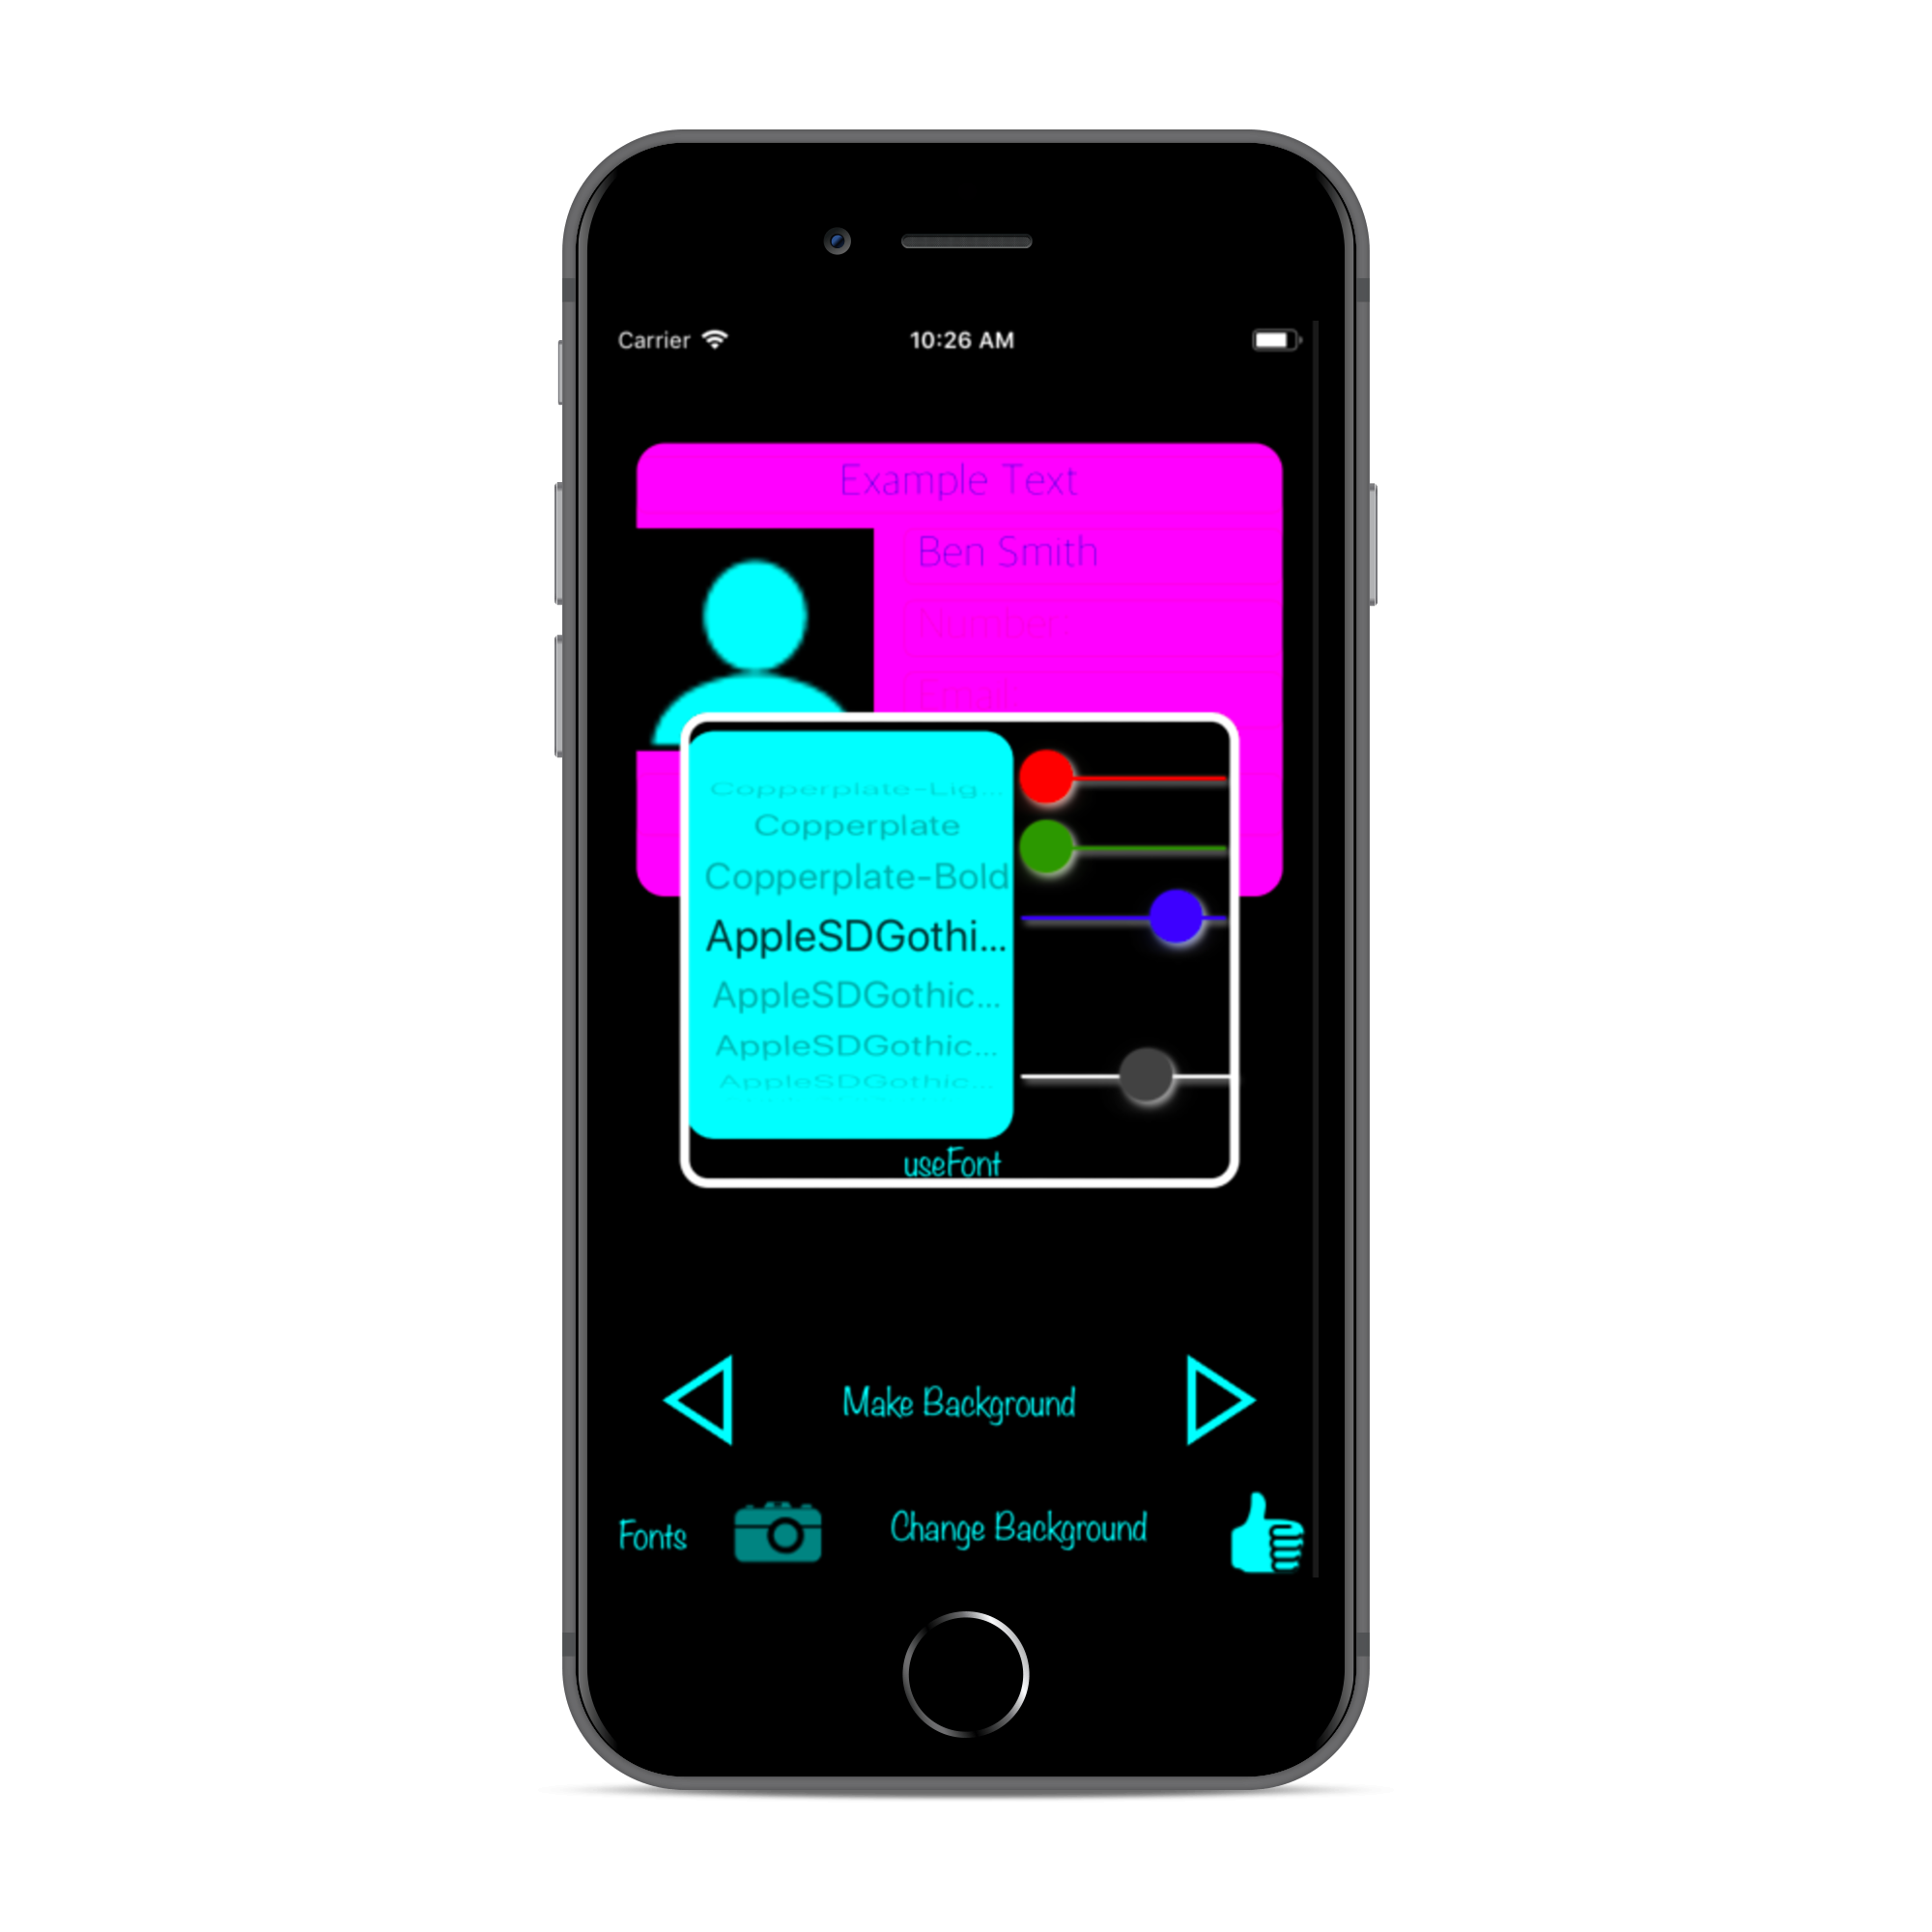 Carrier 10:26 AM
Example Text
Ben Smith
Number
Email
Copperplate-Lig...
Copperplate
Copperplate-Bold
AppleSDGothi...
AppleSDGothic...
AppleSDGothic...
AppleSDGothic...
useFont
Make Background
Fonts
Change Background